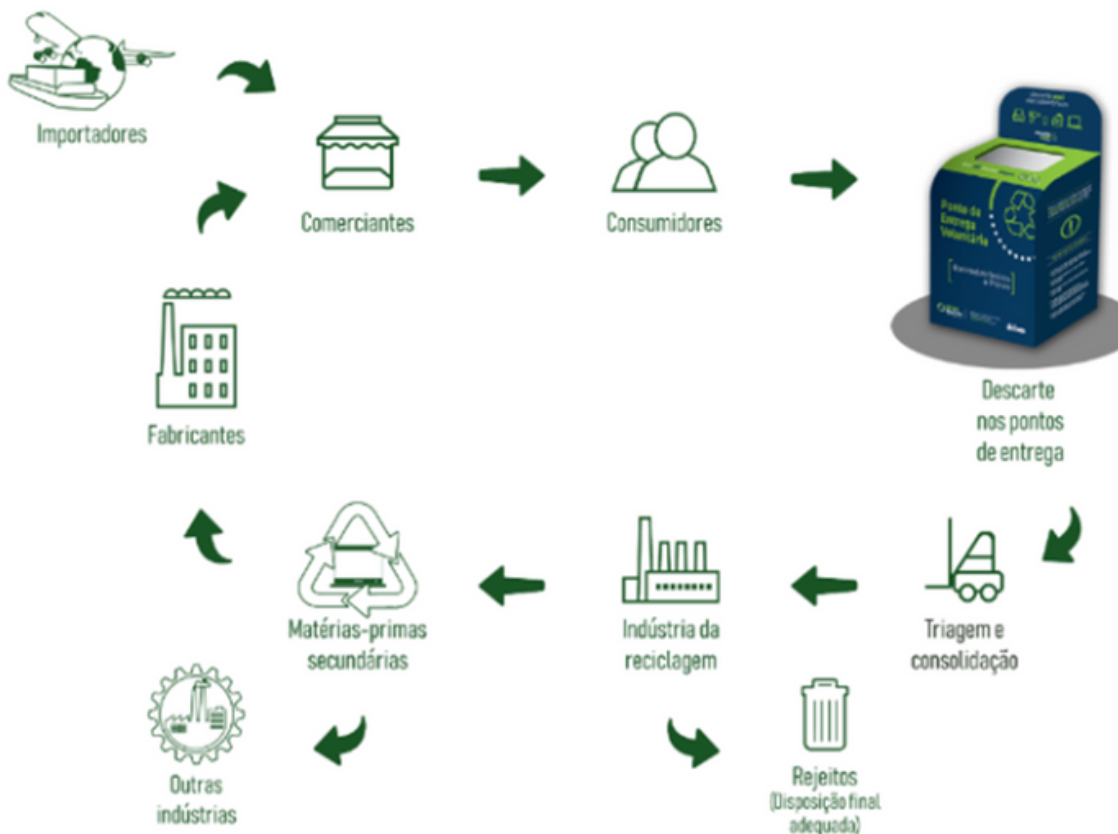 Importadores
Comerciantes
Consumidores
Ponto de
Entrega
Voluntária
Descarte
nos pontos
de entrega
Fabricantes
Matérias-primas
secundárias
Indústria da
reciclagem
Triagem e
consolidação
Outras
indústrias
Rejeitos
(Disposição final
adequada)